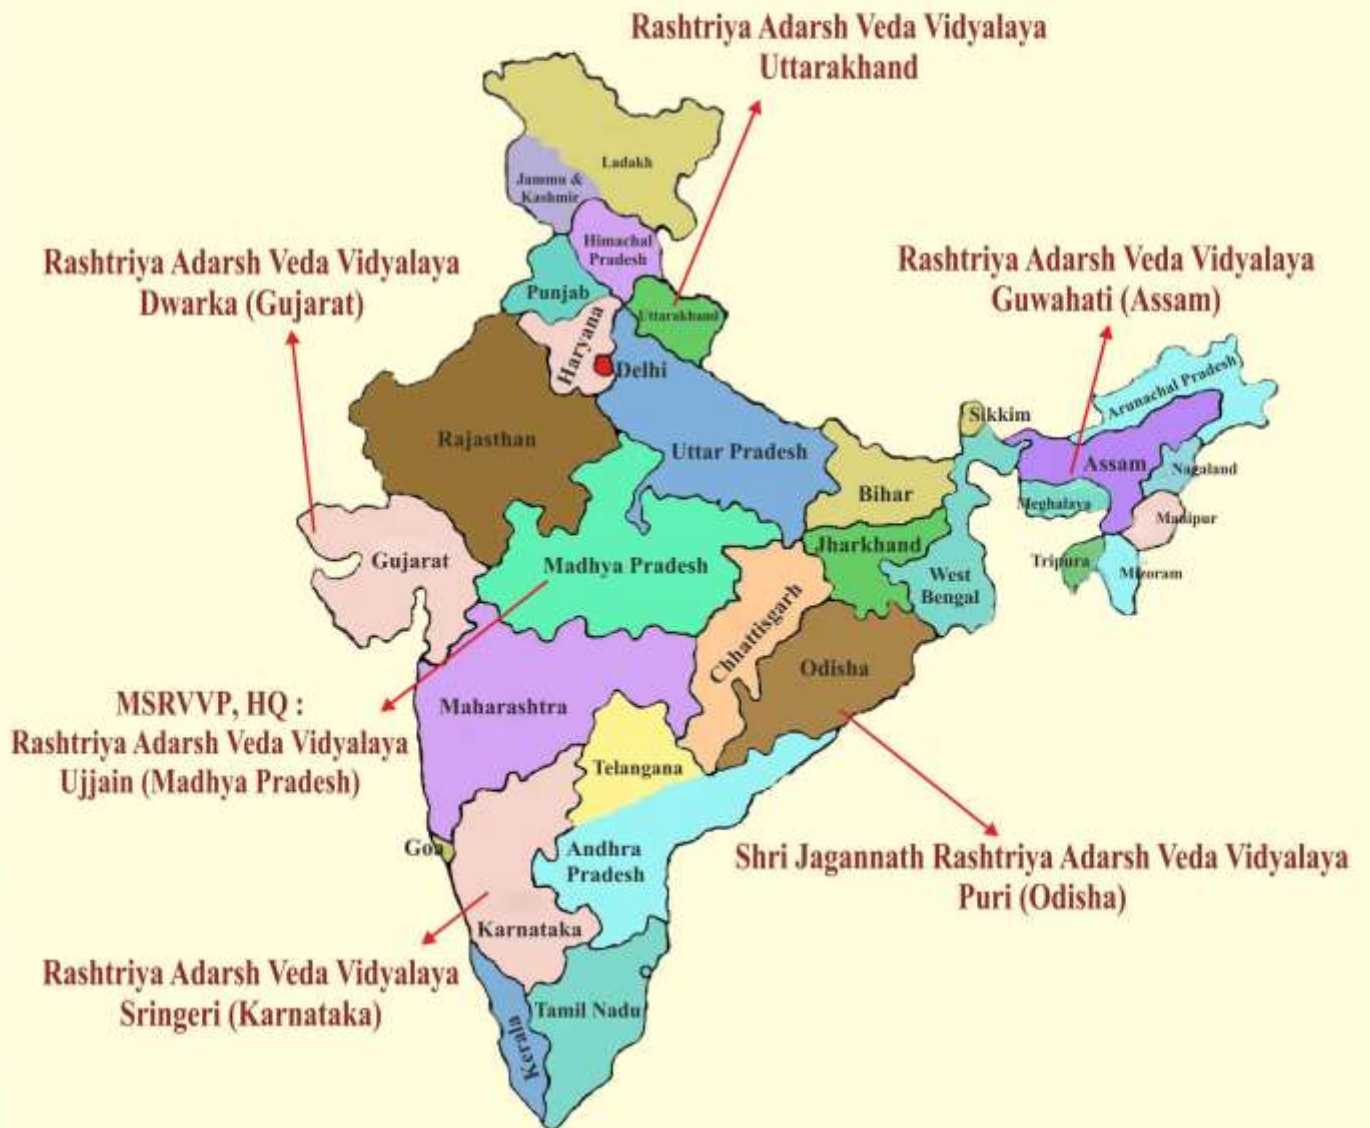 Rashtriya Adarsh Veda Vidyalaya
Uttarakhand
Ladakh
Jammu &
Kashmir
Himachal
Pradesh
Rashtriya Adarsh Veda Vidyalaya
Dwarka (Gujarat)
Rashtriya Adarsh Veda Vidyalaya
Guwahati (Assam)
Punjab
Uttarakhand
Haryana
Delhi
Arunachal Pradesh
Sikkim
Rajasthan
Uttar Pradesh
Assam
Nagaland
Bihar
Meghalaya
Manipur
Gujarat
Madhya Pradesh
Jharkhand
Tripura
Mizoram
West
Bengal
Chhattisgarh
Odisha
MSRVVP, HQ :
Rashtriya Adarsh Veda Vidyalaya
Ujjain (Madhya Pradesh)
Maharashtra
Telangana
Goa
Andhra
Pradesh
Shri Jagannath Rashtriya Adarsh Veda Vidyalaya
Puri (Odisha)
Karnataka
Rashtriya Adarsh Veda Vidyalaya
Sringeri (Karnataka)
Tamil Nadu
Kerala